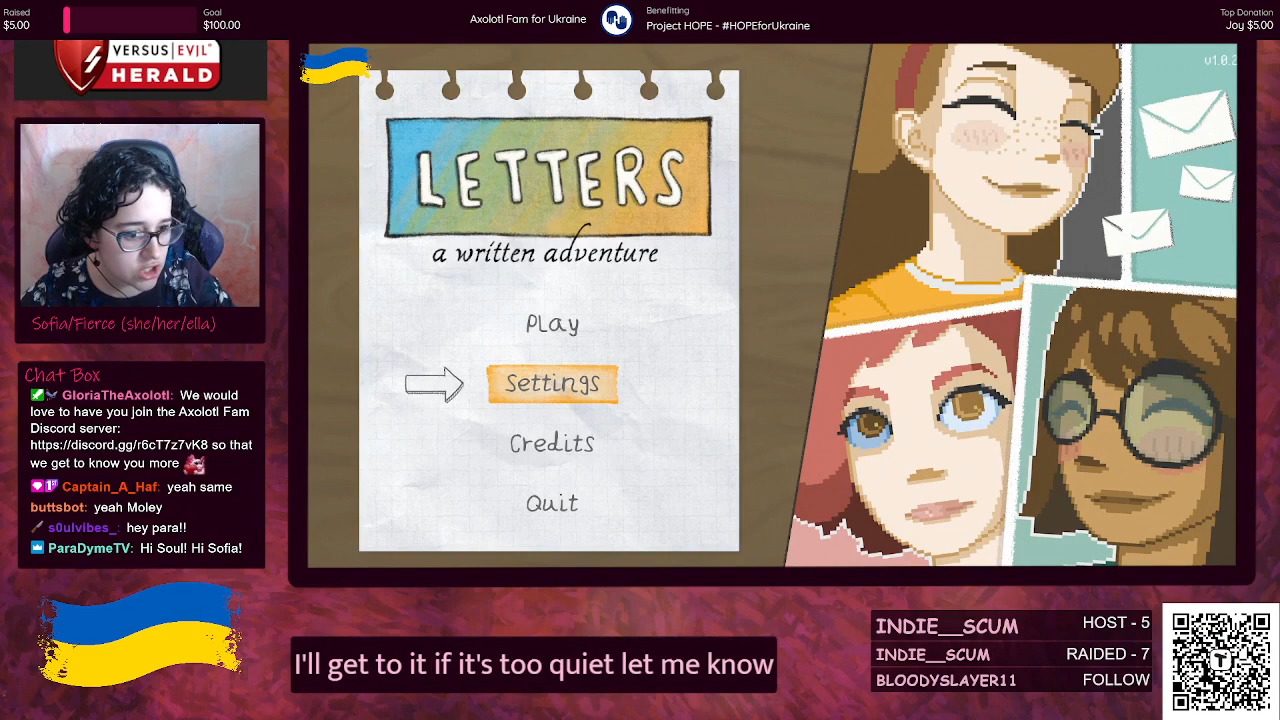 Raised
$5.00
Goal
$100.00
Axolotl Fam for Ukraine
Benefitting
Project HOPE - #HOPEforUkraine
Top Donation
Joy $5.00
VERSUS|EVIL
HERALD
Sofia/Fierce (she/her/ella)
Chat Box
GloriaTheAxolotl: We would
love to have you join the Axolotl Fam
Discord server:
https://discord.gg/r6cT7z7vK8 so that
we get to know you more
Captain_A_Haf: yeah same
buttsbot: yeah Moley
s0ulvibes_: hey para!!
ParaDymeTV: Hi Soul! Hi Sofia!
LETTERS
a written adventure
Play
Settings
Credits
Quit
v1.0.2
I'll get to it if it's too quiet let me know
INDIE__SCUM HOST - 5
INDIE__SCUM RAIDED - 7
BLOODYSLAYER11 FOLLOW
T